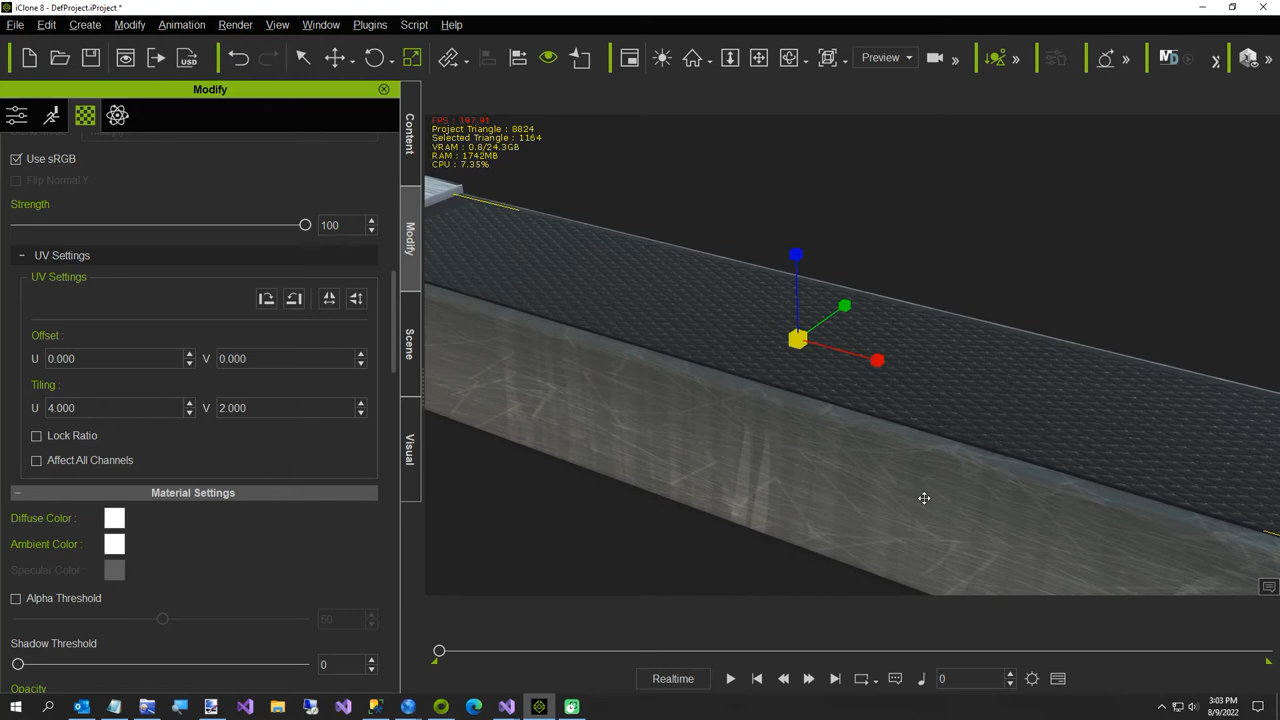 iClone 8 - DefProject.iProject *
File Edit Create Modify Animation Render View Window Plugins Script Help
Preview
Modify
Use sRGB
Flip Normal Y
Strength
100
UV Settings
UV Settings
Offset :
U 0.000 V 0.000
Tiling :
U 4.000 V 2.000
Lock Ratio
Affect All Channels
Material Settings
Diffuse Color :
Ambient Color :
Specular Color :
Alpha Threshold
50
Shadow Threshold
0
Opacity
Content
Modify
Scene
Visual
FPS : 197.91
Project Triangle : 8824
Selected Triangle : 1164
VRAM : 0.8/24.3GB
RAM : 1742MB
CPU : 7.35%
Realtime
0
3:03 PM
8/9/2022